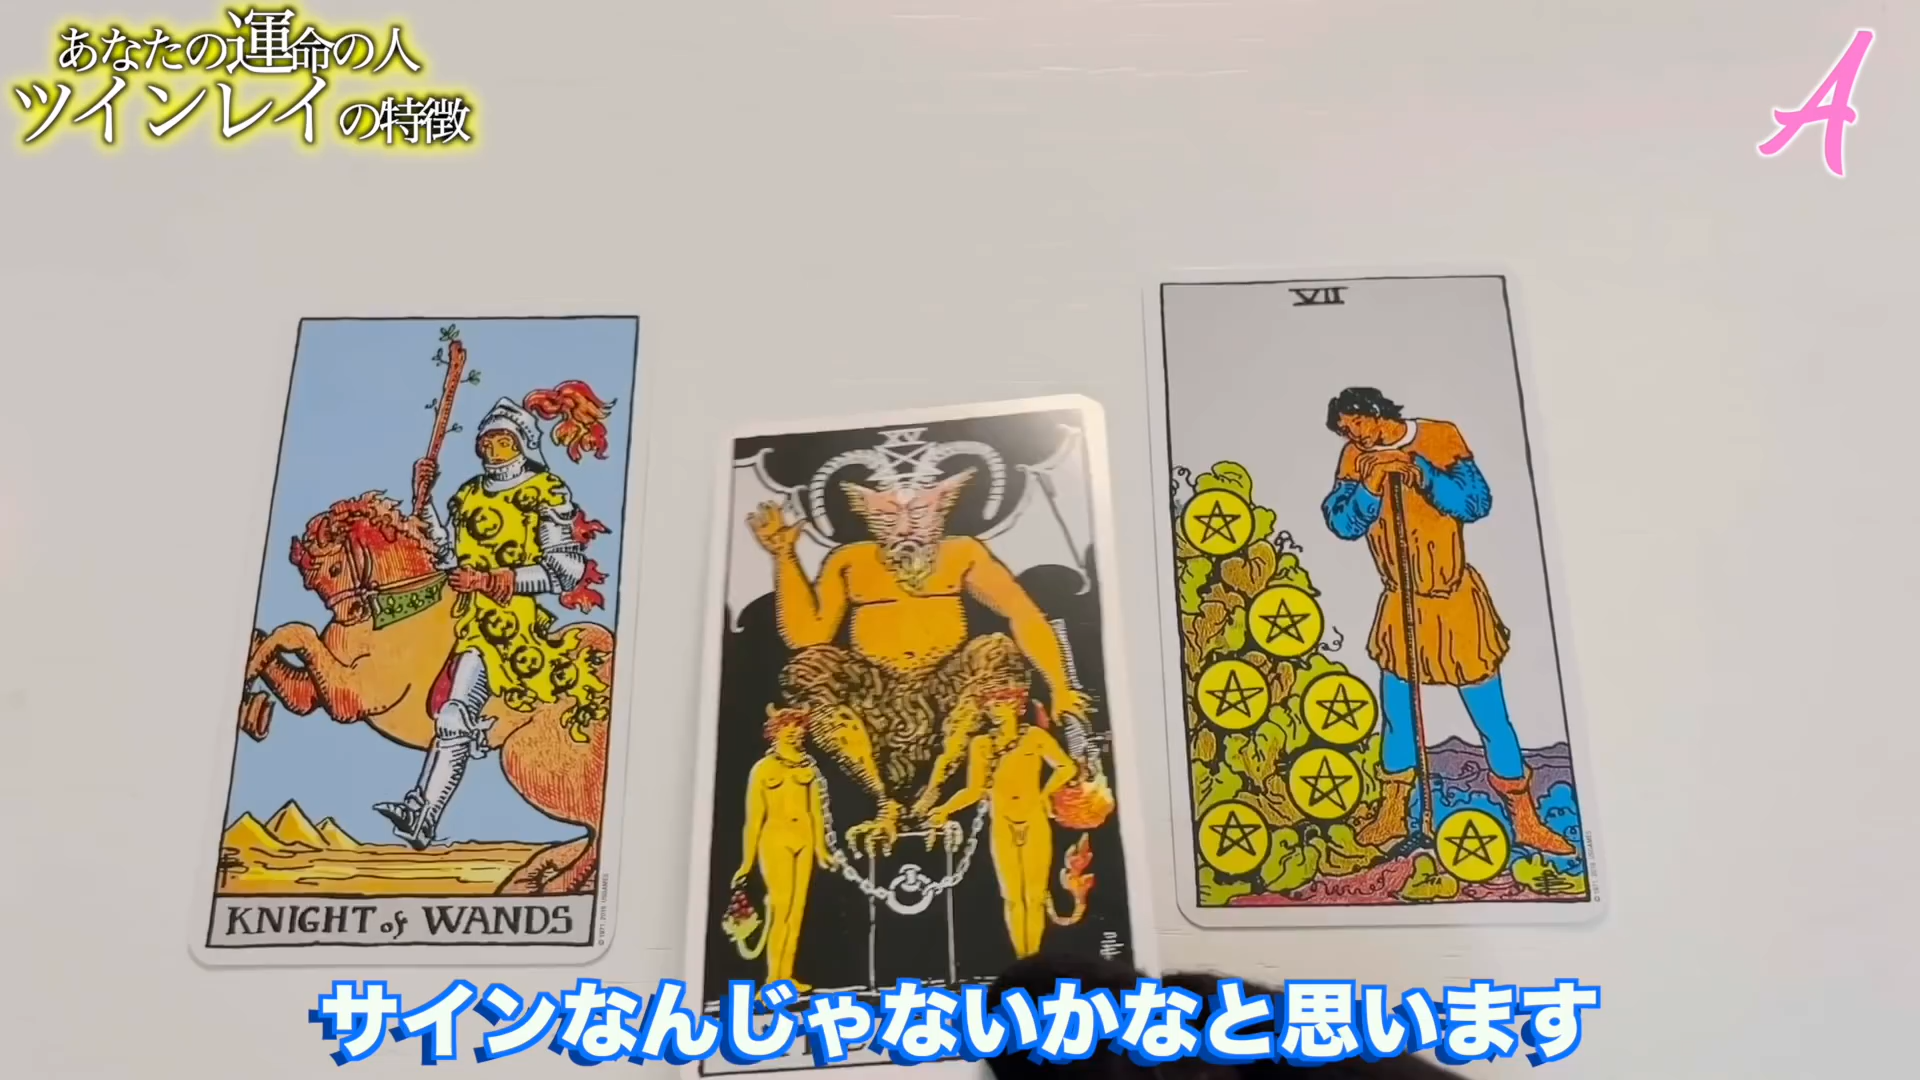 あなたの運命の人
ツインレイの特徴
A
VII
XV
KNIGHT of WANDS
サインなんじゃないかなと思います